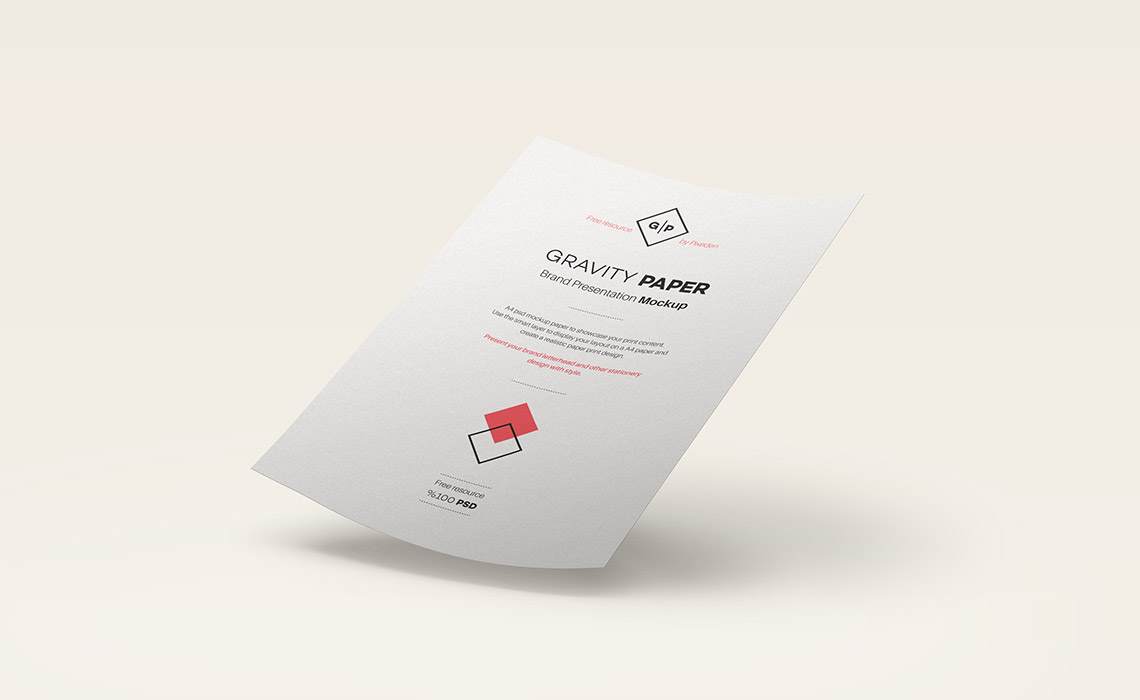 Free resource
G/P
by Pixeden
GRAVITY PAPER
Brand Presentation Mockup
A4 psd mockup paper to showcase your print content.
Use the smart layer to display your layout on a A4 paper and
create a realistic paper print design.
Present your brand letterhead and other stationery
design with style.
Free resource
%100 PSD